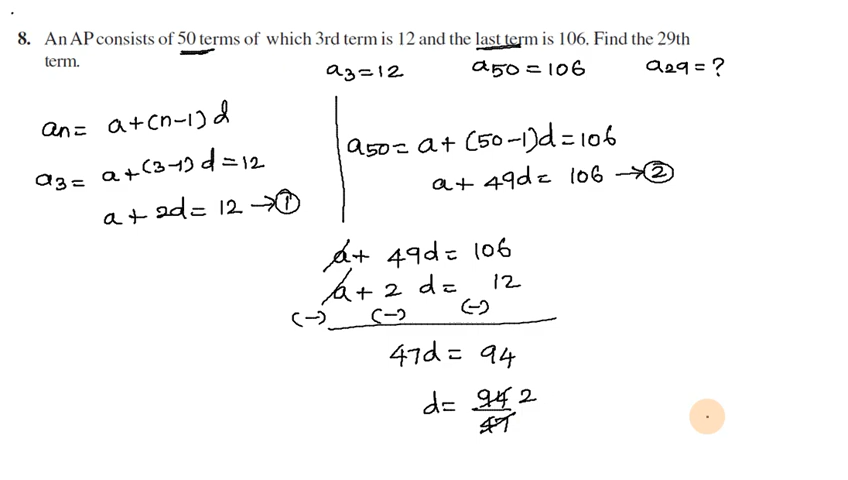 8. An AP consists of 50 terms of which 3rd term is 12 and the last term is 106. Find the 29th
term.
a3=12 a50=106 a29=?
an= a+(n-1)d
a3= a+(3-1)d=12
a+2d=12→①
a50=a+(50-1)d=106
a+49d=106→②
a+49d=106
a+2d=12
(-) (-) (-)
47d=94
d=94/47 2